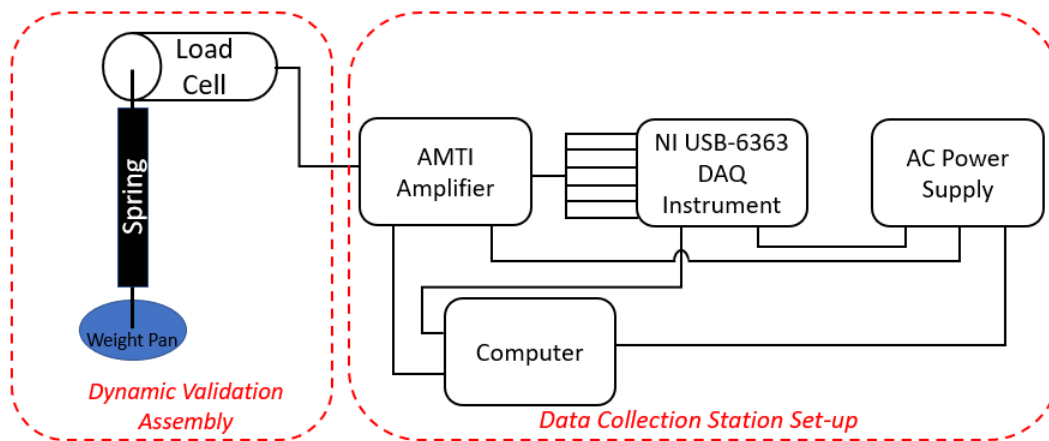 Load
Cell
Spring
Weight Pan
Dynamic Validation
Assembly
AMTI
Amplifier
NI USB-6363
DAQ
Instrument
AC Power
Supply
Computer
Data Collection Station Set-up